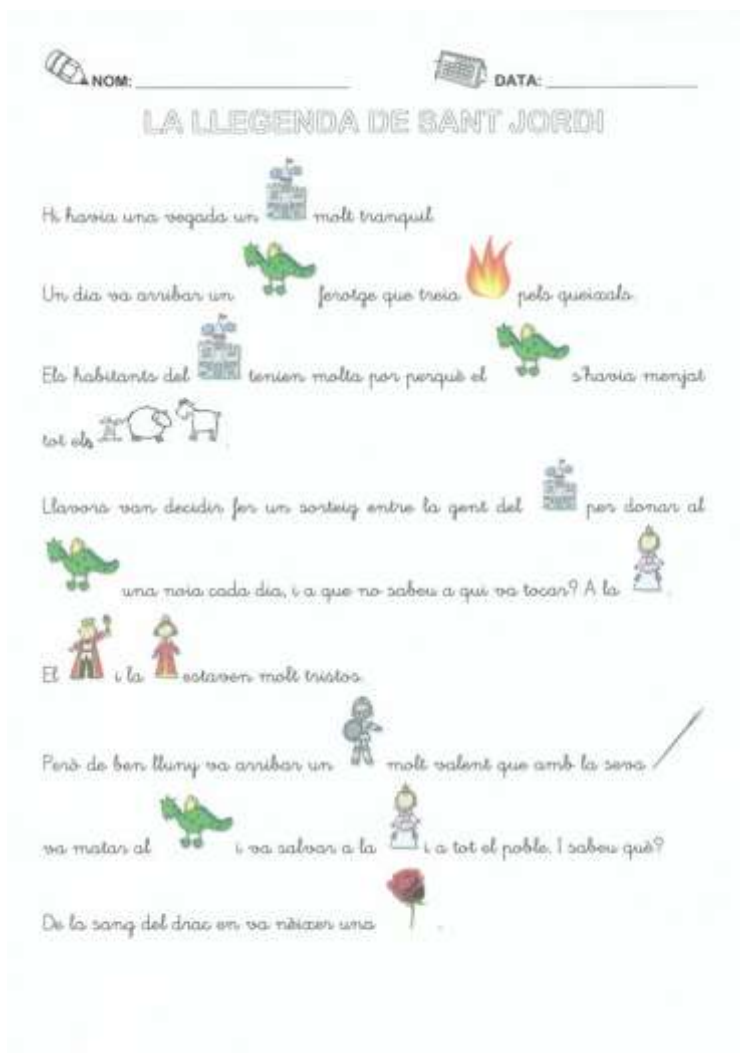 NOM: DATA:
LA LLEGENDA DE SANT JORDI
Hi havia una vegada un molt tranquil.
Un dia va arribar un ferotge que treia pels queixals.
Els habitants del tenien molta por perquè el s'havia menjat
tot els .
Llavors van decidir fer un sorteig entre la gent del per donar al
una noia cada dia, i a que no sabeu a qui va tocar? A la .
El i la estaven molt tristos.
Però de ben lluny va arribar un molt valent que amb la seva
va matar al i va salvar a la i a tot el poble. I sabeu què?
De la sang del drac en va nèixer una .